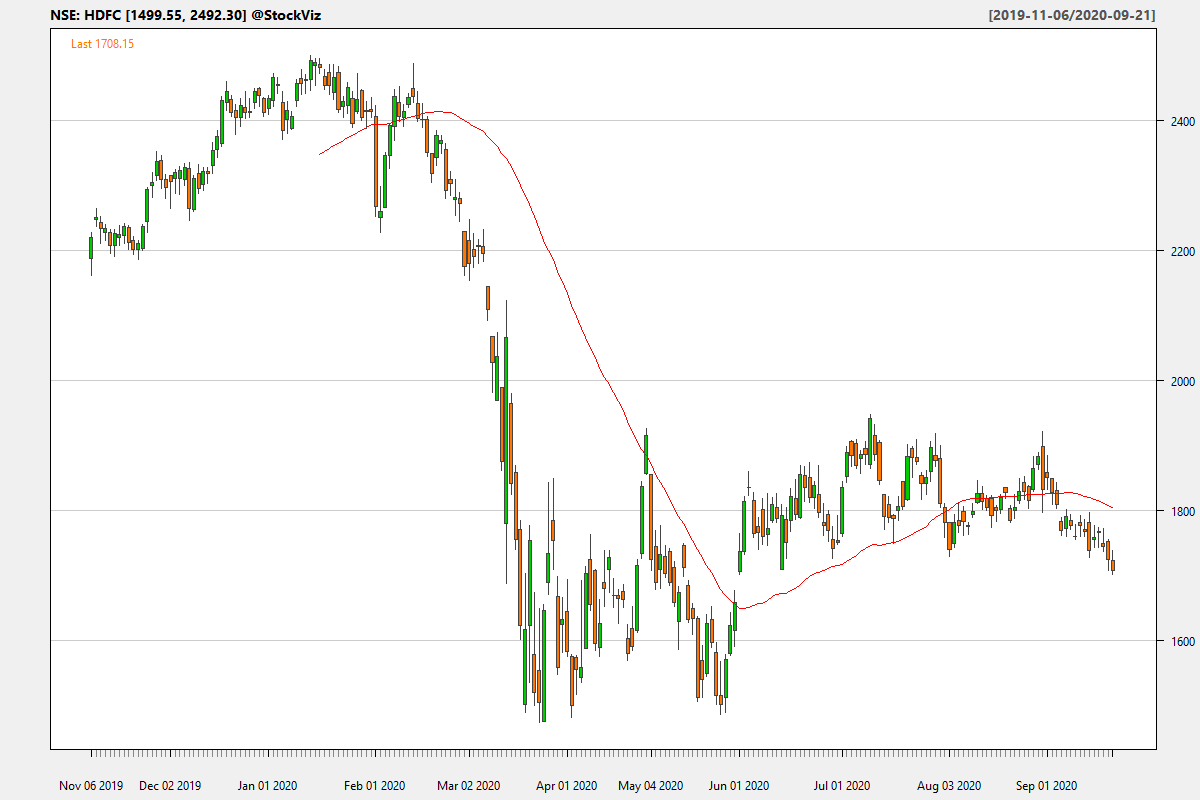 NSE: HDFC [1499.55, 2492.30] @StockViz
[2019-11-06/2020-09-21]
Last 1708.15
2400
2200
2000
1800
1600
Nov 06 2019 Dec 02 2019 Jan 01 2020 Feb 01 2020 Mar 02 2020 Apr 01 2020 May 04 2020 Jun 01 2020 Jul 01 2020 Aug 03 2020 Sep 01 2020